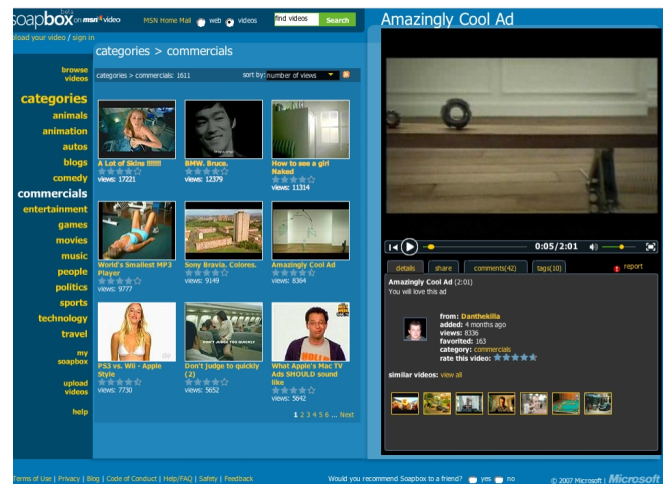 beta
soapbox on msn video
MSN Home Mail web videos find videos Search
upload your video / sign in
categories > commercials
browse videos
categories
animals
animation
autos
blogs
comedy
commercials
entertainment
games
movies
music
people
politics
sports
technology
travel
my soapbox
upload videos
help
categories > commercials: 1611 sort by: number of views
A Lot of Skins !!!!!!!
views: 17221
BMW. Bruce.
views: 12379
How to see a girl
Naked
views: 11314
World's Smallest MP3
Player
views: 9777
Sony Bravia. Colores.
views: 9149
Amazingly Cool Ad
views: 8364
PS3 vs. Wii - Apple
Style
views: 7730
DON'T JUDGE TOO QUICKLY
Don't judge to quickly
(2)
views: 5652
What Apple's Mac TV
Ads SHOULD sound
like
views: 5642
1 2 3 4 5 6 ... Next
Amazingly Cool Ad
0:05/2:01
details share comments(42) tags(10) report
Amazingly Cool Ad (2:01)
You will love this ad
from: Danthekilla
added: 4 months ago
views: 8336
favorited: 163
category: commercials
rate this video:
similar videos: view all
Terms of Use | Privacy | Blog | Code of Conduct | Help/FAQ | Safety | Feedback
Would you recommend Soapbox to a friend? yes no
© 2007 Microsoft | Microsoft